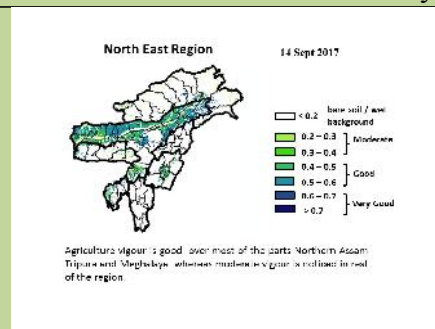 North East Region
14 Sept 2017
< 0.2 bare soil / wet
background
0.2 – 0.3
Moderate
0.3 – 0.4
0.4 – 0.5
Good
0.5 – 0.6
0.6 – 0.7
Very Good
> 0.7
Agriculture vigour is good over most of the parts Northern Assam
Tripura and Meghalaya whereas moderate vigour is noticed in rest
of the region.